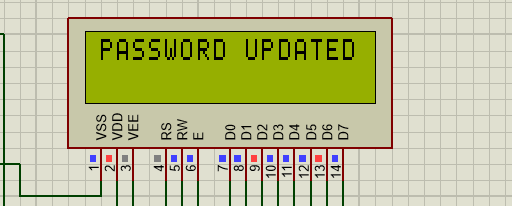 PASSWORD UPDATED
VSS VDD VEE RS RW E D0 D1 D2 D3 D4 D5 D6 D7
1 2 3 4 5 6 7 8 9 10 11 12 13 14